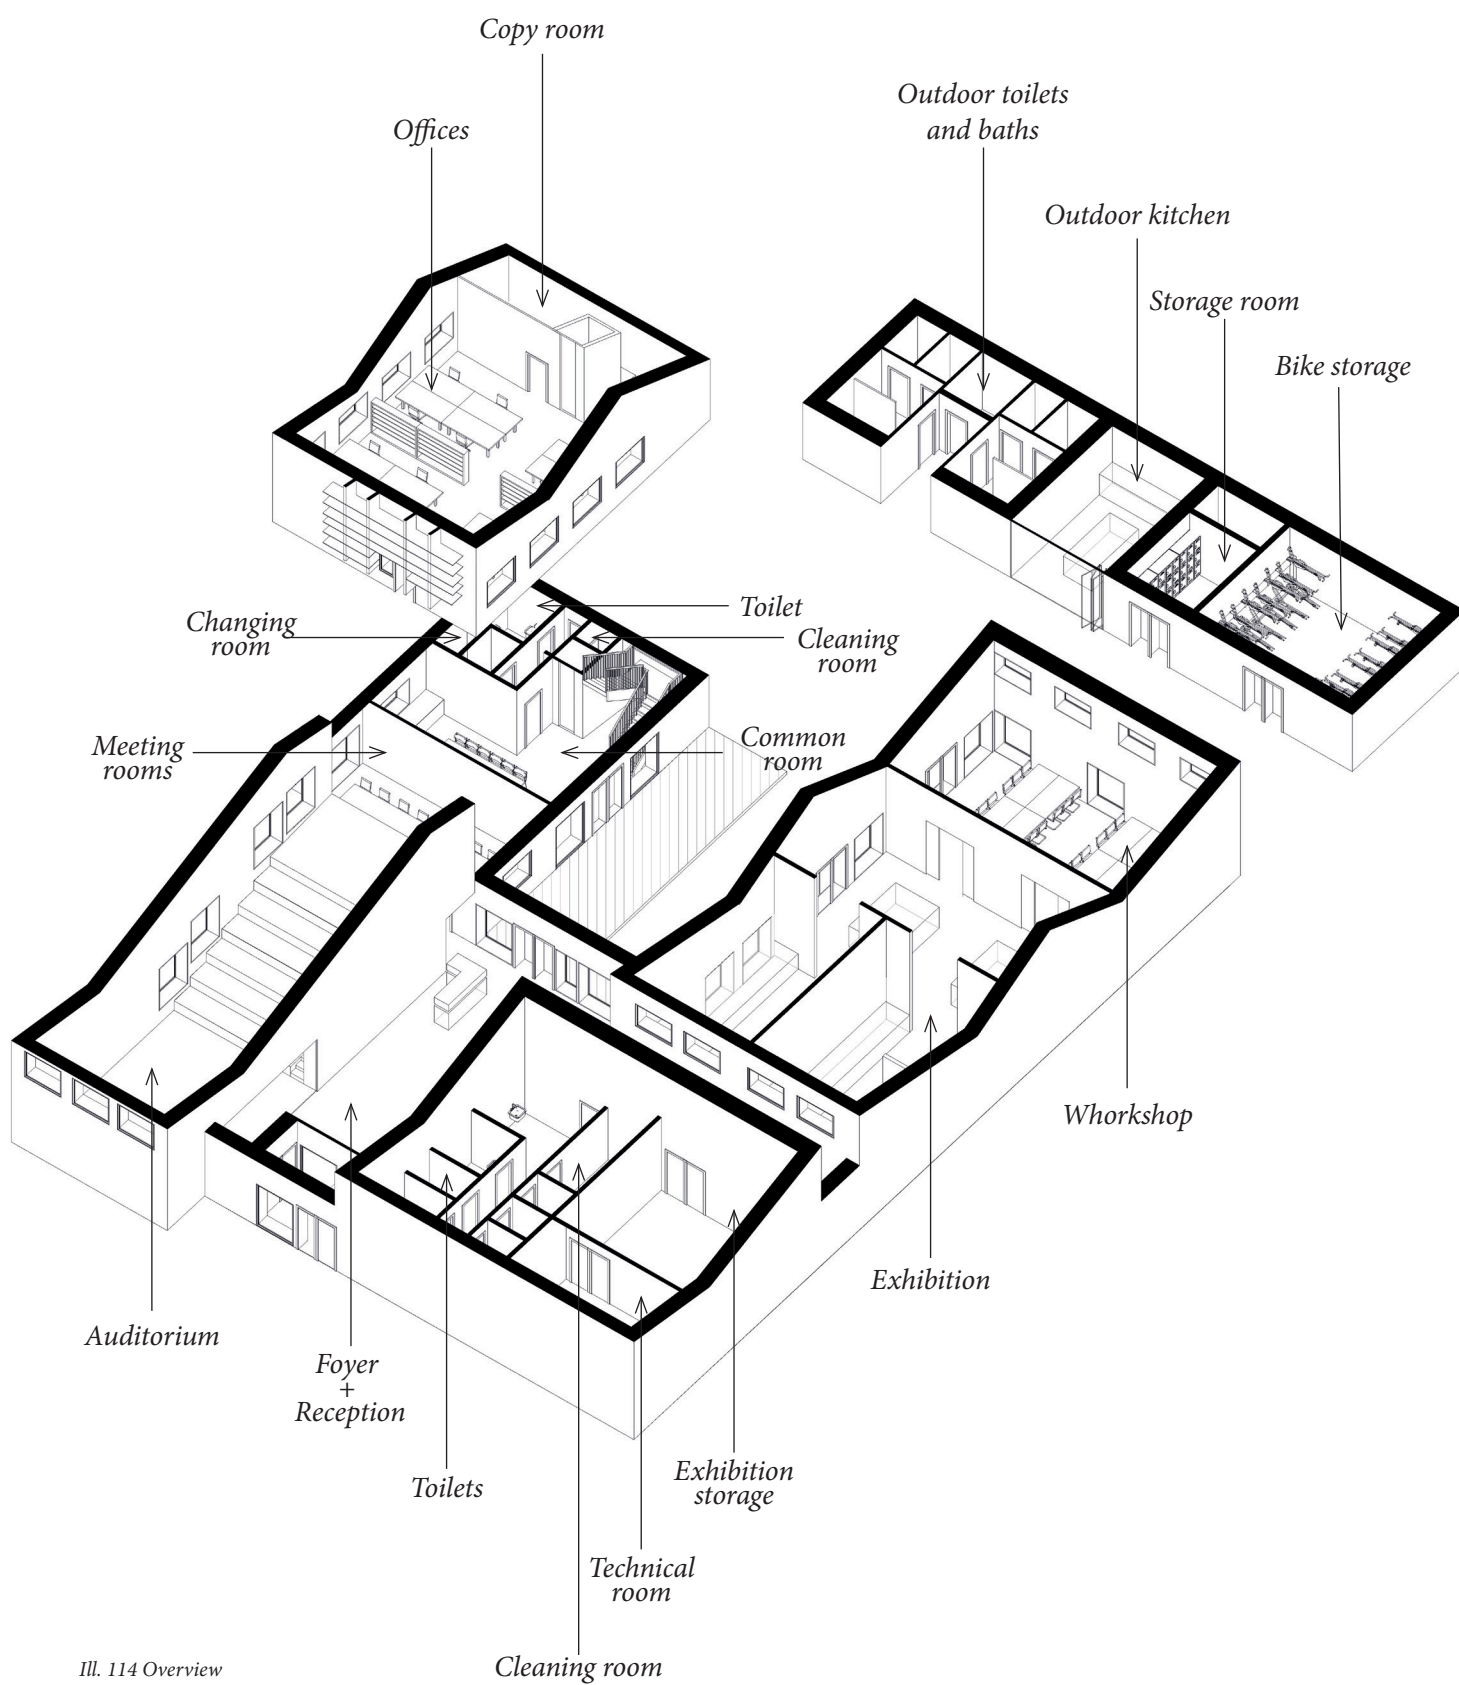 Copy room
Outdoor toilets
and baths
Offices
Outdoor kitchen
Storage room
Bike storage
Toilet
Changing
room
Cleaning
room
Meeting
rooms
Common
room
Whorkshop
Exhibition
Auditorium
Foyer
+
Reception
Toilets
Exhibition
storage
Technical
room
Cleaning room
Ill. 114 Overview